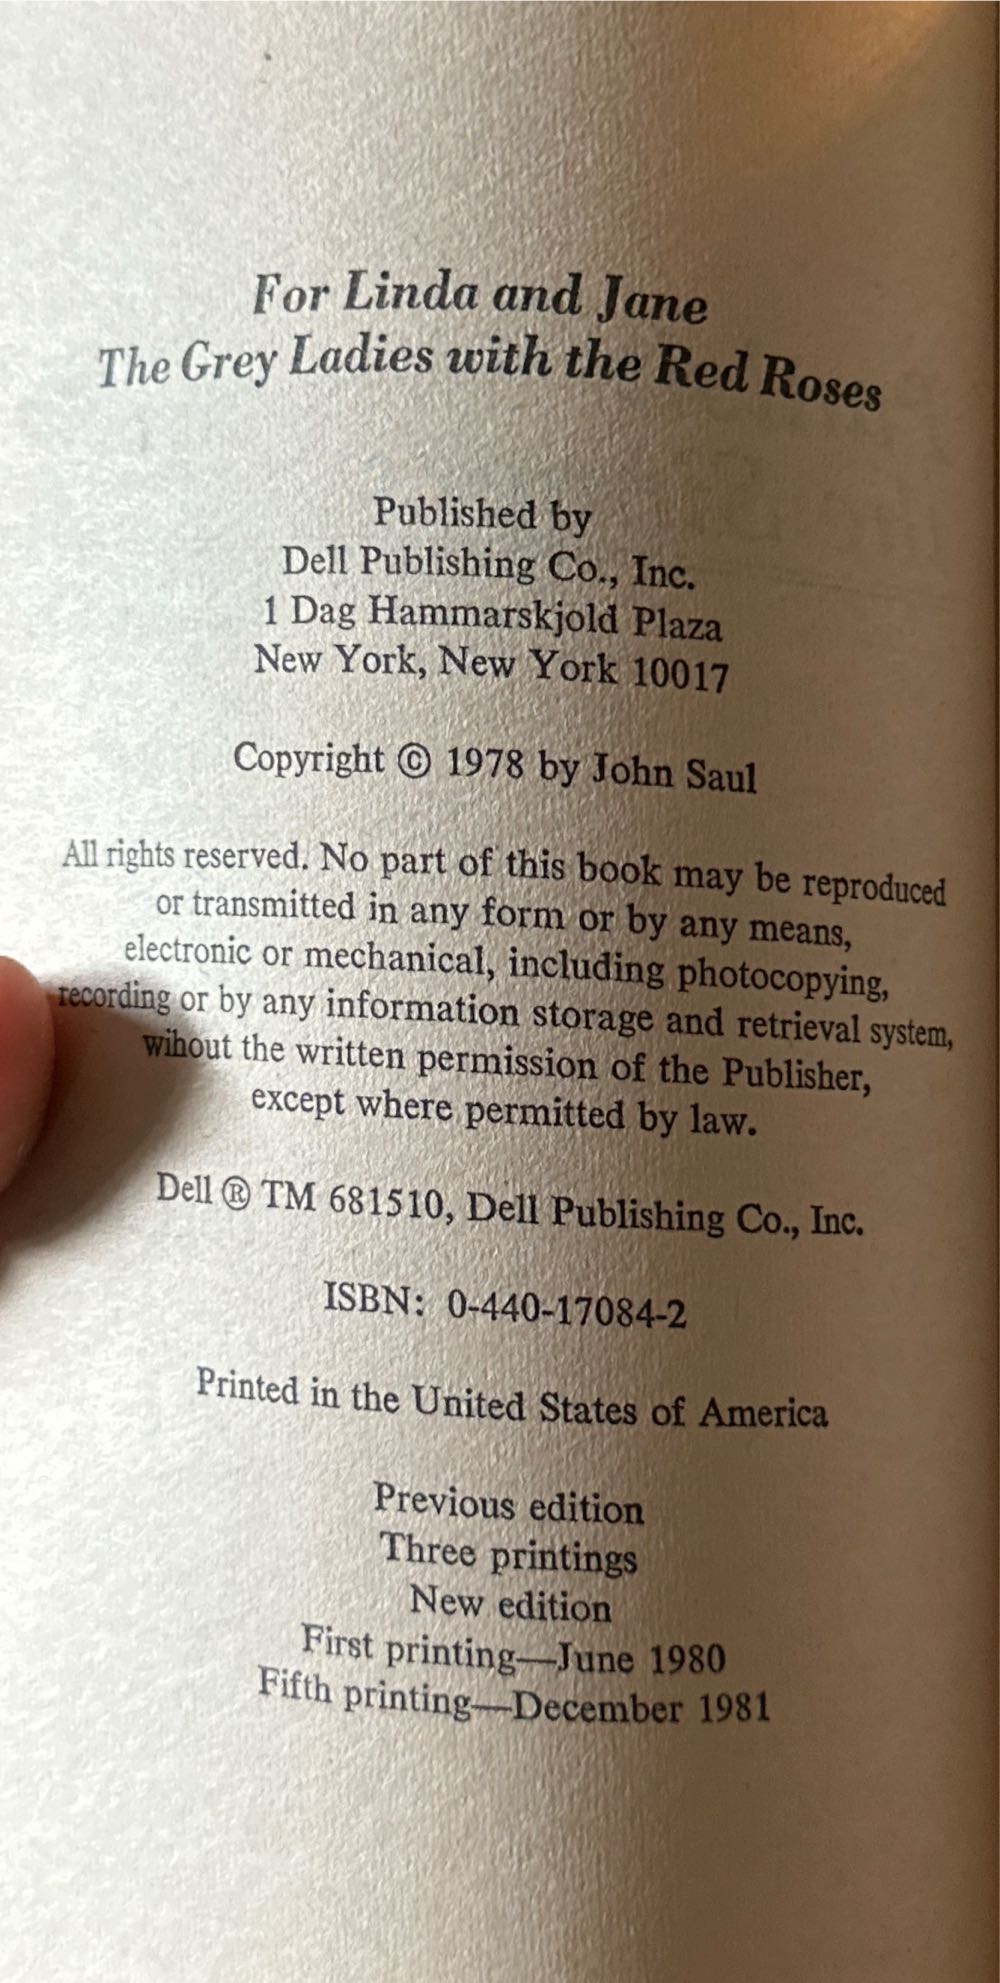 For Linda and Jane
The Grey Ladies with the Red Roses
Published by
Dell Publishing Co., Inc.
1 Dag Hammarskjold Plaza
New York, New York 10017
Copyright © 1978 by John Saul
All rights reserved. No part of this book may be reproduced
or transmitted in any form or by any means,
electronic or mechanical, including photocopying,
recording or by any information storage and retrieval system,
wihout the written permission of the Publisher,
except where permitted by law.
Dell ® TM 681510, Dell Publishing Co., Inc.
ISBN: 0-440-17084-2
Printed in the United States of America
Previous edition
Three printings
New edition
First printing—June 1980
Fifth printing—December 1981